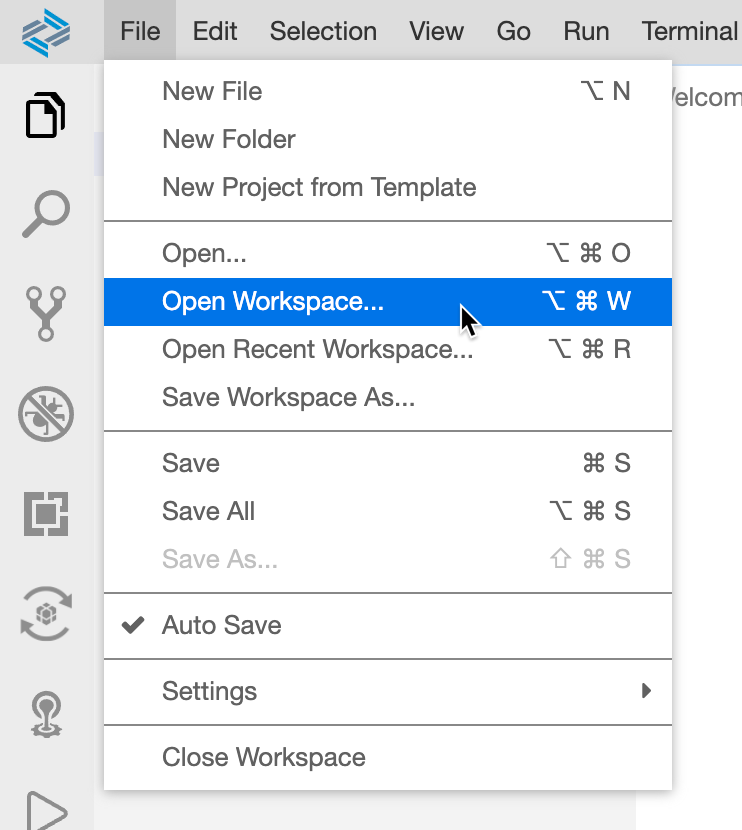 File Edit Selection View Go Run Terminal
New File ⌥ N
New Folder
New Project from Template
Open... ⌥ ⌘ O
Open Workspace... ⌥ ⌘ W
Open Recent Workspace... ⌥ ⌘ R
Save Workspace As...
Save ⌘ S
Save All ⌥ ⌘ S
Save As... ⇧ ⌘ S
Auto Save
Settings
Close Workspace